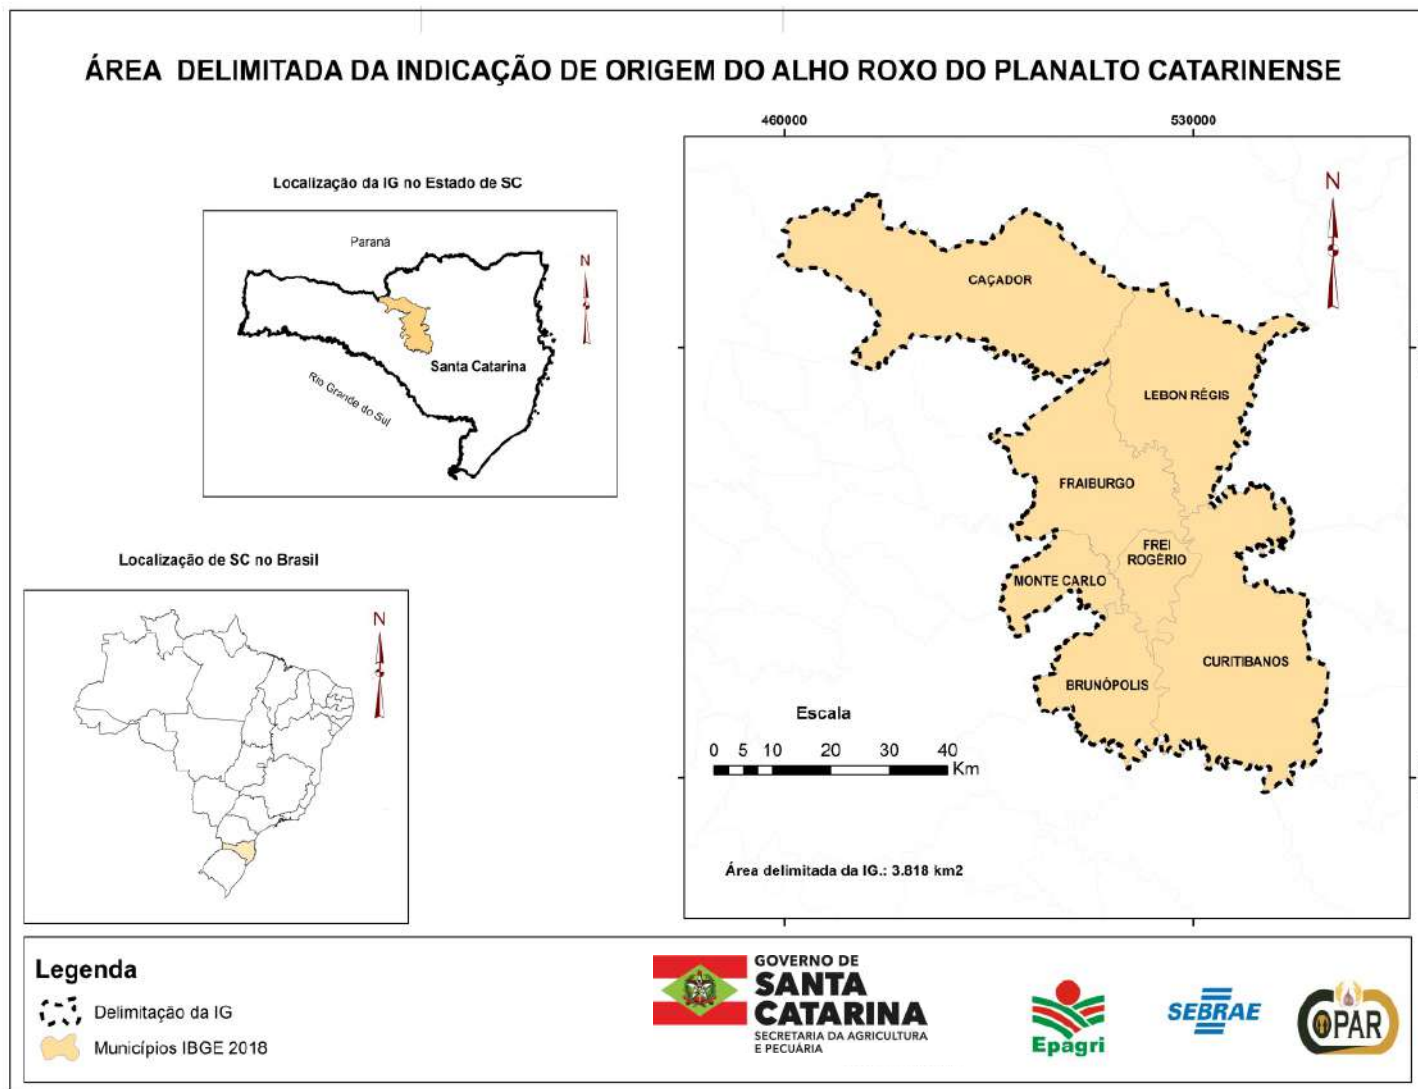 ÁREA DELIMITADA DA INDICAÇÃO DE ORIGEM DO ALHO ROXO DO PLANALTO CATARINENSE
Localização da IG no Estado de SC
Paraná
N
Santa Catarina
Rio Grande do Sul
Localização de SC no Brasil
N
460000
530000
N
CAÇADOR
LEBON RÉGIS
FRAIBURGO
FREI
ROGÉRIO
MONTE CARLO
CURITIBANOS
BRUNÓPOLIS
Escala
0 5 10 20 30 40
Km
Área delimitada da IG.: 3.818 km2
Legenda
Delimitação da IG
Municípios IBGE 2018
GOVERNO DE
SANTA
CATARINA
SECRETARIA DA AGRICULTURA
E PECUÁRIA
Epagri
SEBRAE
COPAR